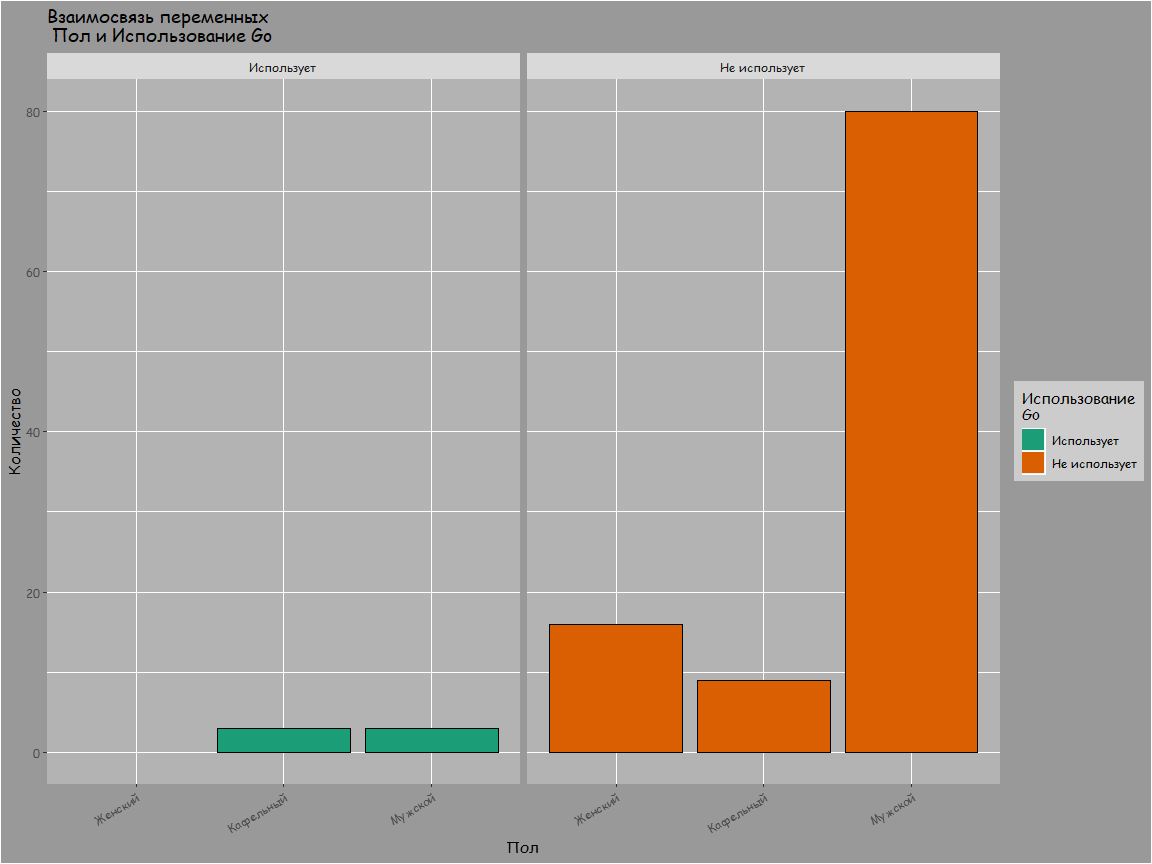 Взаимосвязь переменных
Пол и Использование Go
Использует
Не использует
80
60
40
20
0
Количество
Женский
Кафельный
Мужской
Женский
Кафельный
Мужской
Пол
Использование
Go
Использует
Не использует